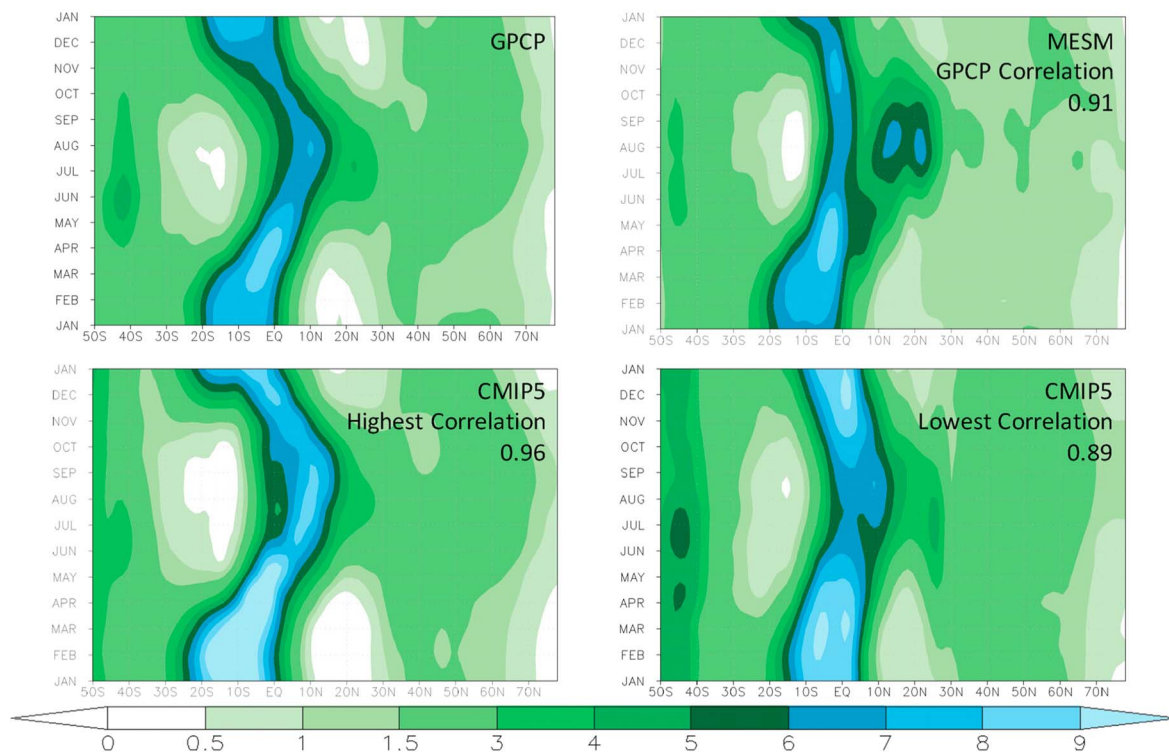 JAN
DEC
NOV
OCT
SEP
AUG
JUL
JUN
MAY
APR
MAR
FEB
JAN
50S 40S 30S 20S 10S EQ 10N 20N 30N 40N 50N 60N 70N
GPCP
JAN
DEC
NOV
OCT
SEP
AUG
JUL
JUN
MAY
APR
MAR
FEB
JAN
50S 40S 30S 20S 10S EQ 10N 20N 30N 40N 50N 60N 70N
MESM
GPCP Correlation
0.91
JAN
DEC
NOV
OCT
SEP
AUG
JUL
JUN
MAY
APR
MAR
FEB
JAN
50S 40S 30S 20S 10S EQ 10N 20N 30N 40N 50N 60N 70N
CMIP5
Highest Correlation
0.96
JAN
DEC
NOV
OCT
SEP
AUG
JUL
JUN
MAY
APR
MAR
FEB
JAN
50S 40S 30S 20S 10S EQ 10N 20N 30N 40N 50N 60N 70N
CMIP5
Lowest Correlation
0.89
0 0.5 1 1.5 3 4 5 6 7 8 9